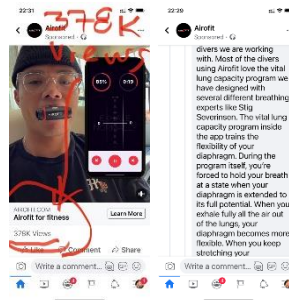 22:31
Airofit
Sponsored
378K
views
85%
0:19
AIROFIT.COM
Airofit for fitness
Learn More
378K Views
Like
Comment
Share
Write a comment...
GIF
22:29
Airofit
Sponsored
divers we are working
with. Most of the divers
using Airofit love the vital
lung capacity program we
have designed with
several different breathing
experts like Stig
Severinsen. The vital lung
capacity program inside
the app trains the
flexibility of your
diaphragm. During the
program itself, you're
forced to hold your breath
at a state when your
diaphragm is extended to
its full potential. When you
exhale fully all the air out
of the lungs, your
diaphragm becomes more
flexible. When you keep
stretching your
Write a comment...
GIF